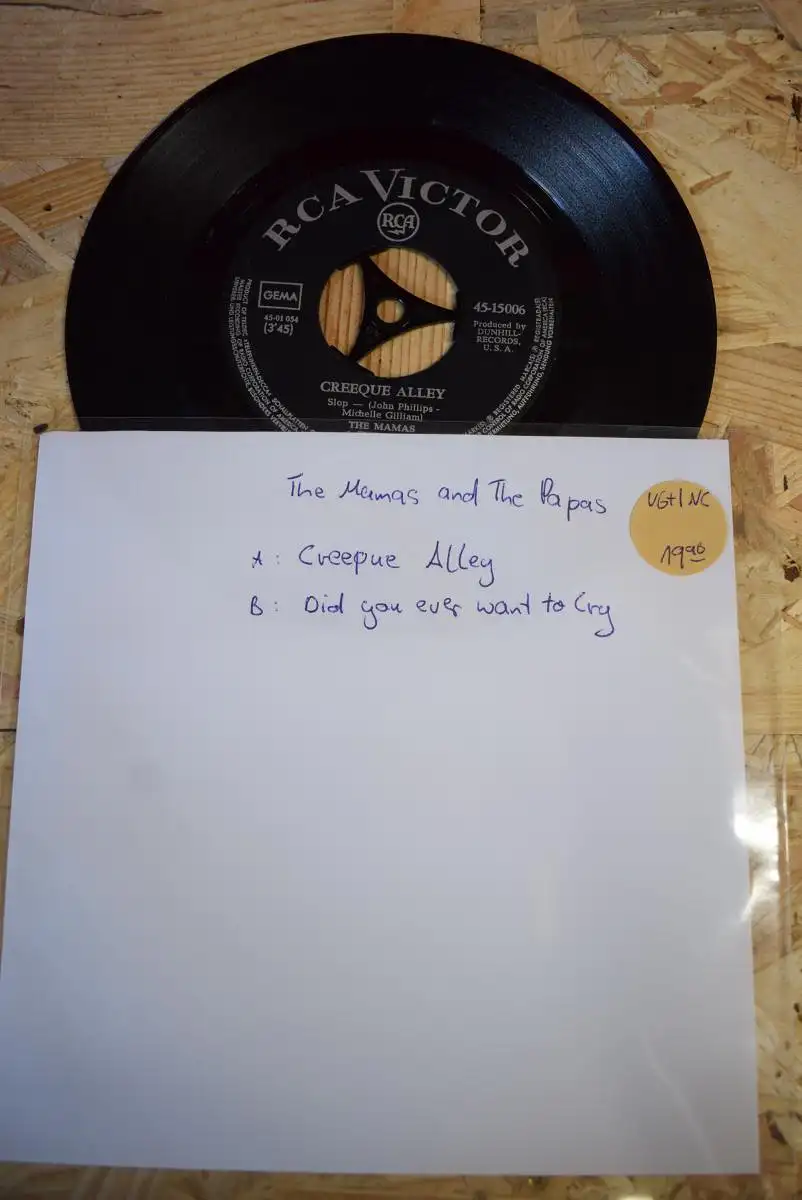 RCA VICTOR
RCA
GEMA
45-01 054
(3'45)
45-15006
Produced by
DUNHILL-
RECORDS,
U. S. A.
CREEQUE ALLEY
Slop — (John Phillips -
Michelle Gilliam)
THE MAMAS
The Mamas and The Papas
A: Creeque Alley
B: Did you ever want to Cry
VG+/NC
19,90